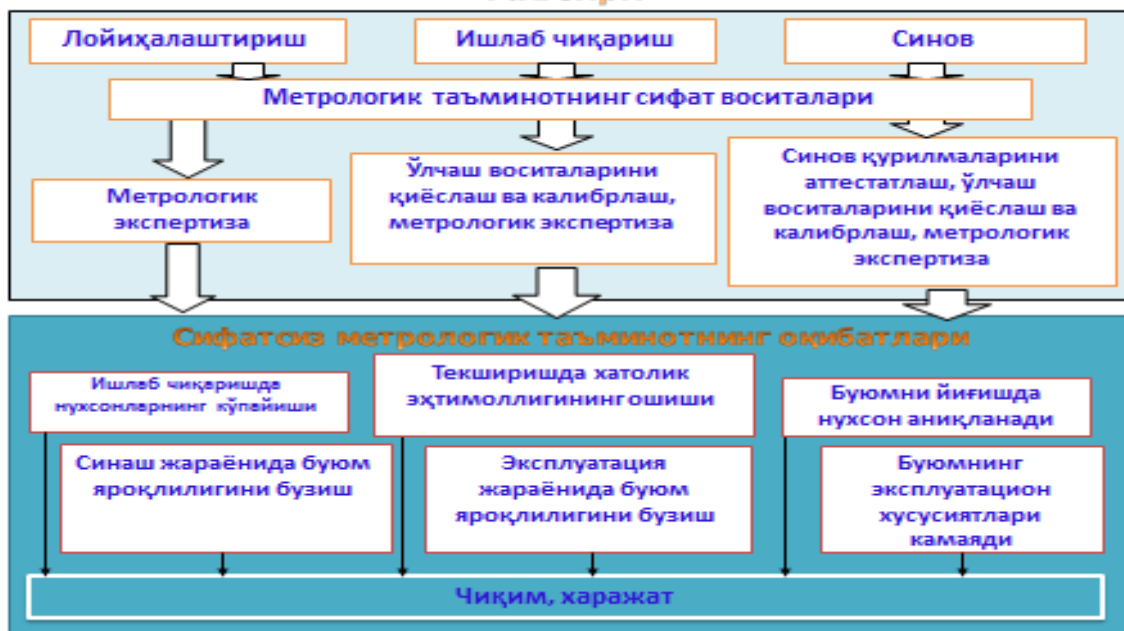 Лойиҳалаштириш
Ишлаб чиқариш
Синов
Метрологик таъминотнинг сифат воситалари
Метрологик
экспертиза
Ўлчаш воситаларини
қиёслаш ва калибрлаш,
метрологик экспертиза
Синов қурилмаларини
аттестатлаш, ўлчаш
воситаларини қиёслаш ва
калибрлаш, метрологик
экспертиза
Сифатсиз метрологик таъминотнинг оқибатлари
Ишлаб чиқаришда
нухсонларнинг кўпайиши
Текширишда хатолик
эҳтимоллигининг ошиши
Буюмни йиғишда
нухсон аниқланади
Синаш жараёнида буюм
яроқлилигини бузиш
Эксплуатация
жараёнида буюм
яроқлилигини бузиш
Буюмнинг
эксплуатацион
хусусиятлари
камаяди
Чиқим, харажат